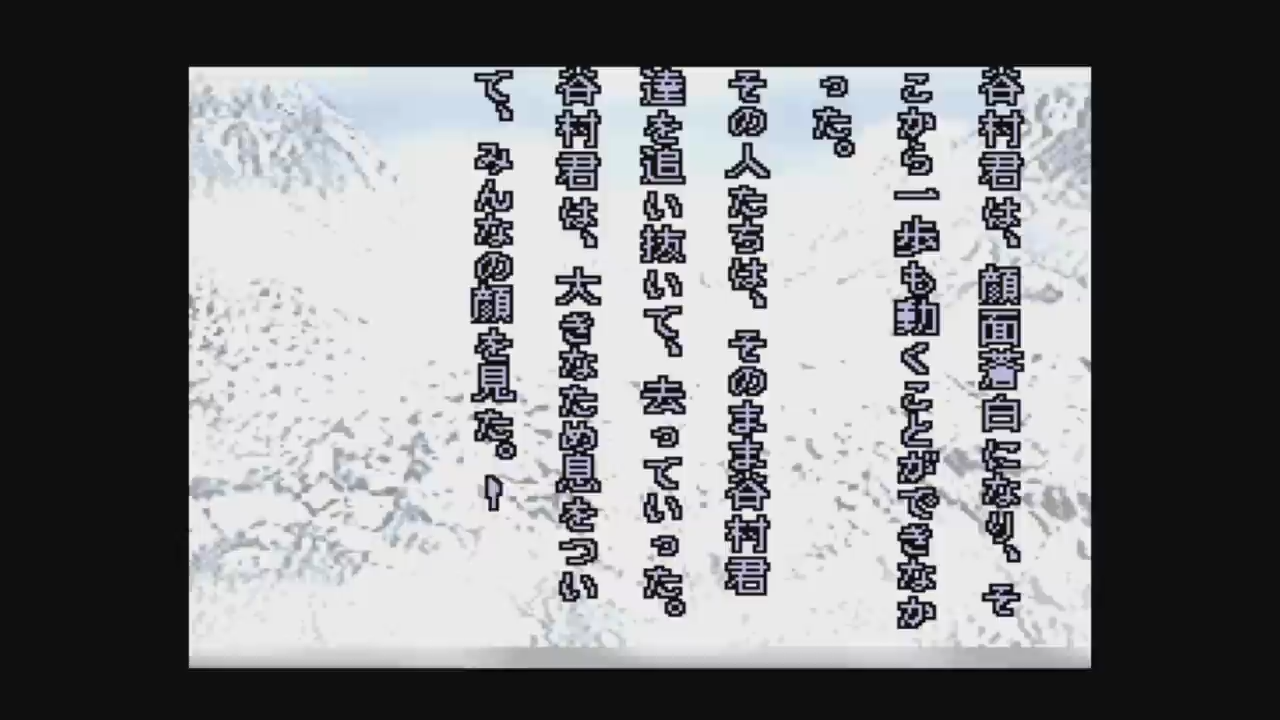 谷村君は、顔面蒼白になり、そ
こから一歩も動くことができなか
った。
その人たちは、そのまま谷村君
達を追い抜いて、去っていった。
谷村君は、大きなため息をつい
て、みんなの顔を見た。